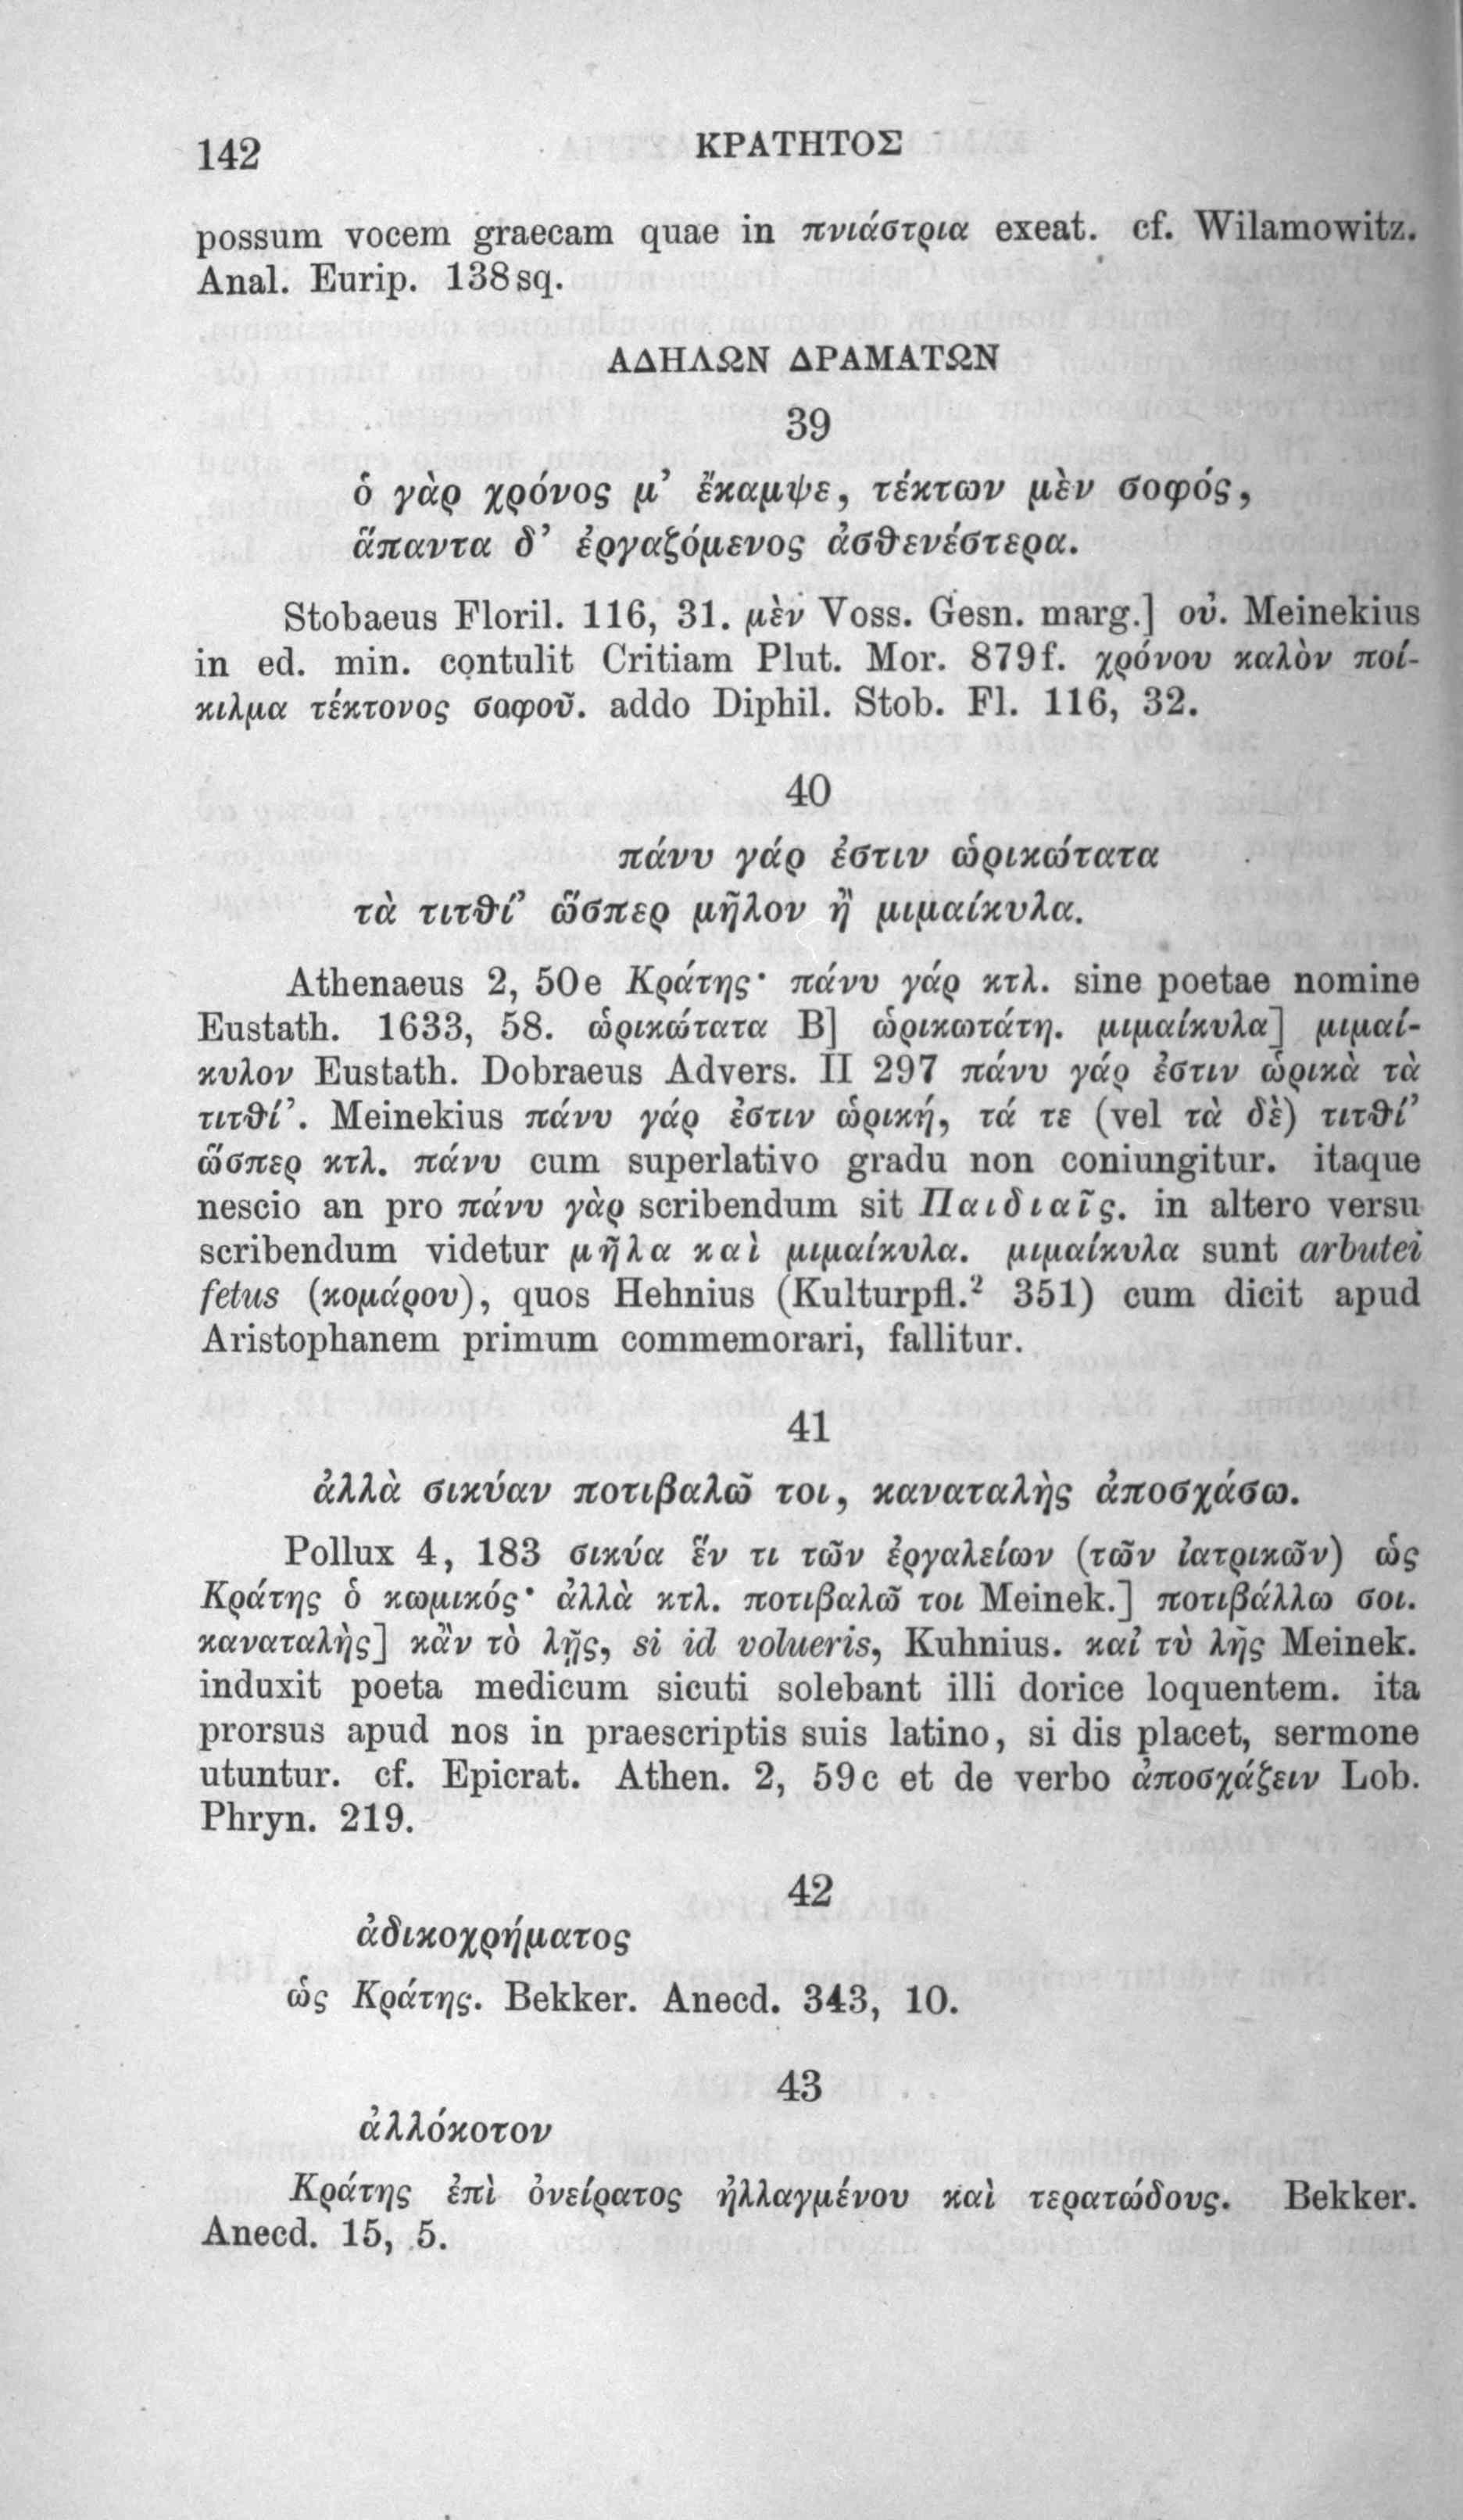 142 ΚΡΑΤΗΤΟΣ
possum vocem graecam quae in πνιάστρια exeat. cf. Wilamowitz.
Anal. Eurip. 138sq.
ΑΔΗΛΩΝ ΔΡΑΜΑΤΩΝ
39
ὁ γὰρ χρόνος μ’ ἔκαμψε, τέκτων μὲν σοφός,
ἅπαντα δ’ ἐργαζόμενος ἀσθενέστερα.
Stobaeus Floril. 116, 31. μὲν Voss. Gesn. marg.] οὐ. Meinekius
in ed. min. contulit Critiam Plut. Mor. 879f. χρόνου καλὸν ποί-
κιλμα τέκτονος σοφοῦ. addo Diphil. Stob. Fl. 116, 32.
40
πάνυ γάρ ἐστιν ὡρικώτατα
τὰ τιτθί’ ὥσπερ μῆλον ἢ μιμαίκυλα.
Athenaeus 2, 50e Κράτης· πάνυ γάρ κτλ. sine poetae nomine
Eustath. 1633, 58. ὡρικώτατα B] ὡρικωτάτη. μιμαίκυλα] μιμαί-
κυλον Eustath. Dobraeus Advers. II 297 πάνυ γάρ ἐστιν ὡρικὰ τὰ
τιτθί’. Meinekius πάνυ γάρ ἐστιν ὡρική, τά τε (vel τὰ δὲ) τιτθί’
ὥσπερ κτλ. πάνυ cum superlativo gradu non coniungitur. itaque
nescio an pro πάνυ γὰρ scribendum sit Παιδιαῖς. in altero versu
scribendum videtur μῆλα καὶ μιμαίκυλα. μιμαίκυλα sunt arbutei
fetus (κομάρου), quos Hehnius (Kulturpfl.² 351) cum dicit apud
Aristophanem primum commemorari, fallitur.
41
ἀλλὰ σικύαν ποτιβαλῶ τοι, καναταλὴς ἀποσχάσω.
Pollux 4, 183 σικύα ἕν τι τῶν ἐργαλείων (τῶν ἰατρικῶν) ὡς
Κράτης ὁ κωμικός· ἀλλὰ κτλ. ποτιβαλῶ τοι Meinek.] ποτιβάλλω σοι.
καναταλὴς] κἂν τὸ λῇς, si id volueris, Kuhnius. καἰ τὺ λῇς Meinek.
induxit poeta medicum sicuti solebant illi dorice loquentem. ita
prorsus apud nos in praescriptis suis latino, si dis placet, sermone
utuntur. cf. Epicrat. Athen. 2, 59c et de verbo ἀποσχάζειν Lob.
Phryn. 219.
42
ἀδικοχρήματος
ὡς Κράτης. Bekker. Anecd. 343, 10.
43
ἀλλόκοτον
Κράτης ἐπὶ ὀνείρατος ἠλλαγμένου καὶ τερατώδους. Bekker.
Anecd. 15, 5.